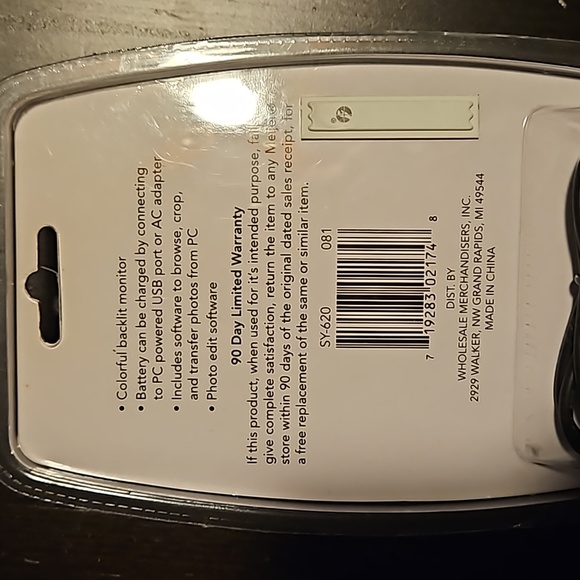 • Colorful backlit monitor
• Battery can be charged by connecting
to PC powered USB port or AC adapter
• Includes software to browse, crop,
and transfer photos from PC
• Photo edit software
90 Day Limited Warranty
If this product, when used for it's intended purpose,
give complete satisfaction, return the item to any
store within 90 days of the original dated sales receipt, for
a free replacement of the same or similar item.
SY-620 081
7 19283 02174 8
DIST. BY
WHOLESALE MERCHANDISERS, INC.
2929 WALKER, NW GRAND RAPIDS, MI 49544
MADE IN CHINA